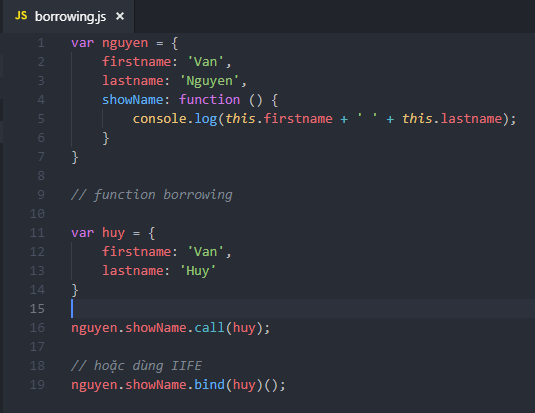 JS borrowing.js ×
1 var nguyen = {
2     firstname: 'Van',
3     lastname: 'Nguyen',
4     showName: function () {
5         console.log(this.firstname + ' ' + this.lastname);
6     }
7 }
8
9 // function borrowing
10
11 var huy = {
12     firstname: 'Van',
13     lastname: 'Huy'
14 }
15
16 nguyen.showName.call(huy);
17
18 // hoặc dùng IIFE
19 nguyen.showName.bind(huy)();